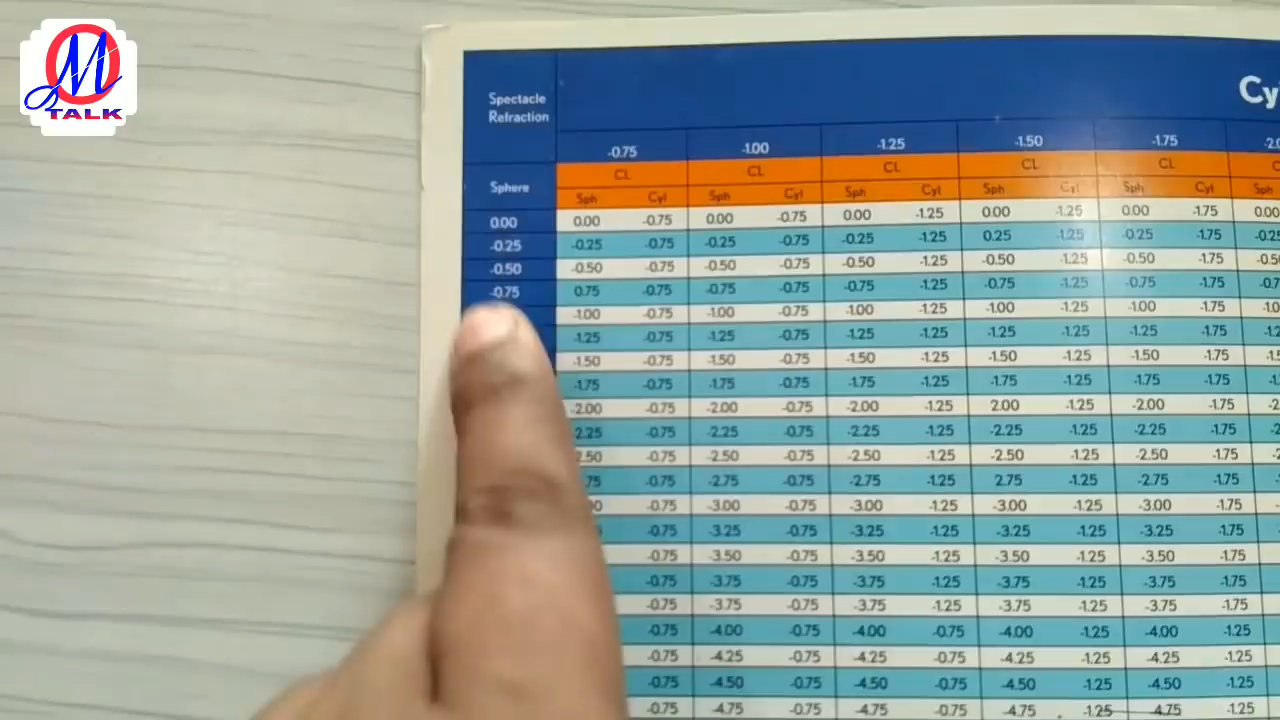 M
TALK
Spectacle
Refraction
Cy
-0.75 -1.00 -1.25 -1.50 -1.75 -2.0
CL CL CL CL CL C
Sphere Sph Cyl Sph Cyl Sph Cyl Sph Cyl Sph Cyl Sph
0.00 0.00 -0.75 0.00 -0.75 0.00 -1.25 0.00 -1.25 0.00 -1.75 0.00
-0.25 -0.25 -0.75 -0.25 -0.75 -0.25 -1.25 0.25 -1.25 -0.25 -1.75 -0.25
-0.50 -0.50 -0.75 -0.50 -0.75 -0.50 -1.25 -0.50 -1.25 -0.50 -1.75 -0.50
-0.75 0.75 -0.75 -0.75 -0.75 -0.75 -1.25 -0.75 -1.25 -0.75 -1.75 -0.7
-1.00 -0.75 -1.00 -0.75 -1.00 -1.25 -1.00 -1.25 -1.00 -1.75 -1.0
-1.25 -0.75 -1.25 -0.75 -1.25 -1.25 -1.25 -1.25 -1.25 -1.75 -1.2
-1.50 -0.75 -1.50 -0.75 -1.50 -1.25 -1.50 -1.25 -1.50 -1.75 -1.5
-1.75 -0.75 -1.75 -0.75 -1.75 -1.25 -1.75 -1.25 -1.75 -1.75 -1
-2.00 -0.75 -2.00 -0.75 -2.00 -1.25 2.00 -1.25 -2.00 -1.75 -2
2.25 -0.75 -2.25 -0.75 -2.25 -1.25 -2.25 -1.25 -2.25 -1.75 -2
2.50 -0.75 -2.50 -0.75 -2.50 -1.25 -2.50 -1.25 -2.50 -1.75 -2
75 -0.75 -2.75 -0.75 -2.75 -1.25 2.75 -1.25 -2.75 -1.75
00 -0.75 -3.00 -0.75 -3.00 -1.25 -3.00 -1.25 -3.00 -1.75
-0.75 -3.25 -0.75 -3.25 -1.25 -3.25 -1.25 -3.25 -1.75
-0.75 -3.50 -0.75 -3.50 -1.25 -3.50 -1.25 -3.50 -1.75
-0.75 -3.75 -0.75 -3.75 -1.25 -3.75 -1.25 -3.75 -1.75
-0.75 -3.75 -0.75 -3.75 -1.25 -3.75 -1.25 -3.75 -1.75
-0.75 -4.00 -0.75 -4.00 -0.75 -4.00 -1.25 -4.00 -1.25
-0.75 -4.25 -0.75 -4.25 -0.75 -4.25 -1.25 -4.25 -1.25
-0.75 -4.50 -0.75 -4.50 -0.75 -4.50 -1.25 -4.50 -1.25
-0.75 -4.75 -0.75 -4.75 -0.75 -4.75 -1.25 -4.75 -1.25